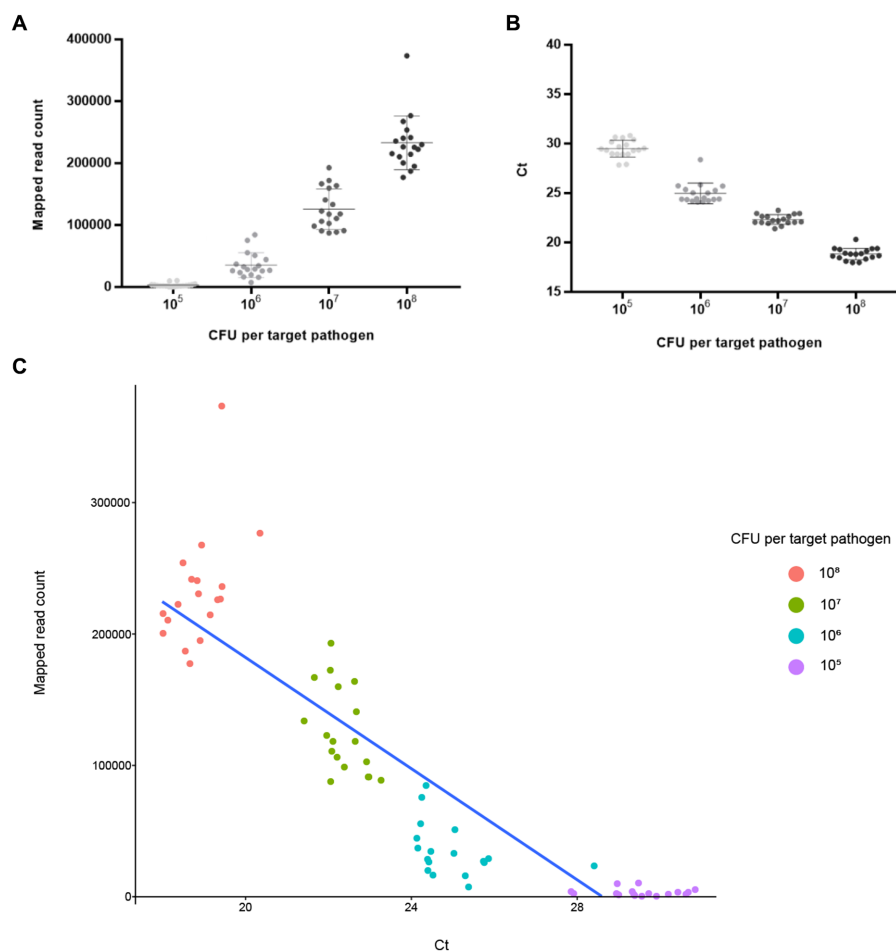 A
400000
300000
200000
100000
0
Mapped read count
10⁵ 10⁶ 10⁷ 10⁸
CFU per target pathogen
B
40
35
30
25
20
15
Ct
10⁵ 10⁶ 10⁷ 10⁸
CFU per target pathogen
C
300000
200000
100000
0
Mapped read count
20 24 28
Ct
CFU per target pathogen
10⁸
10⁷
10⁶
10⁵